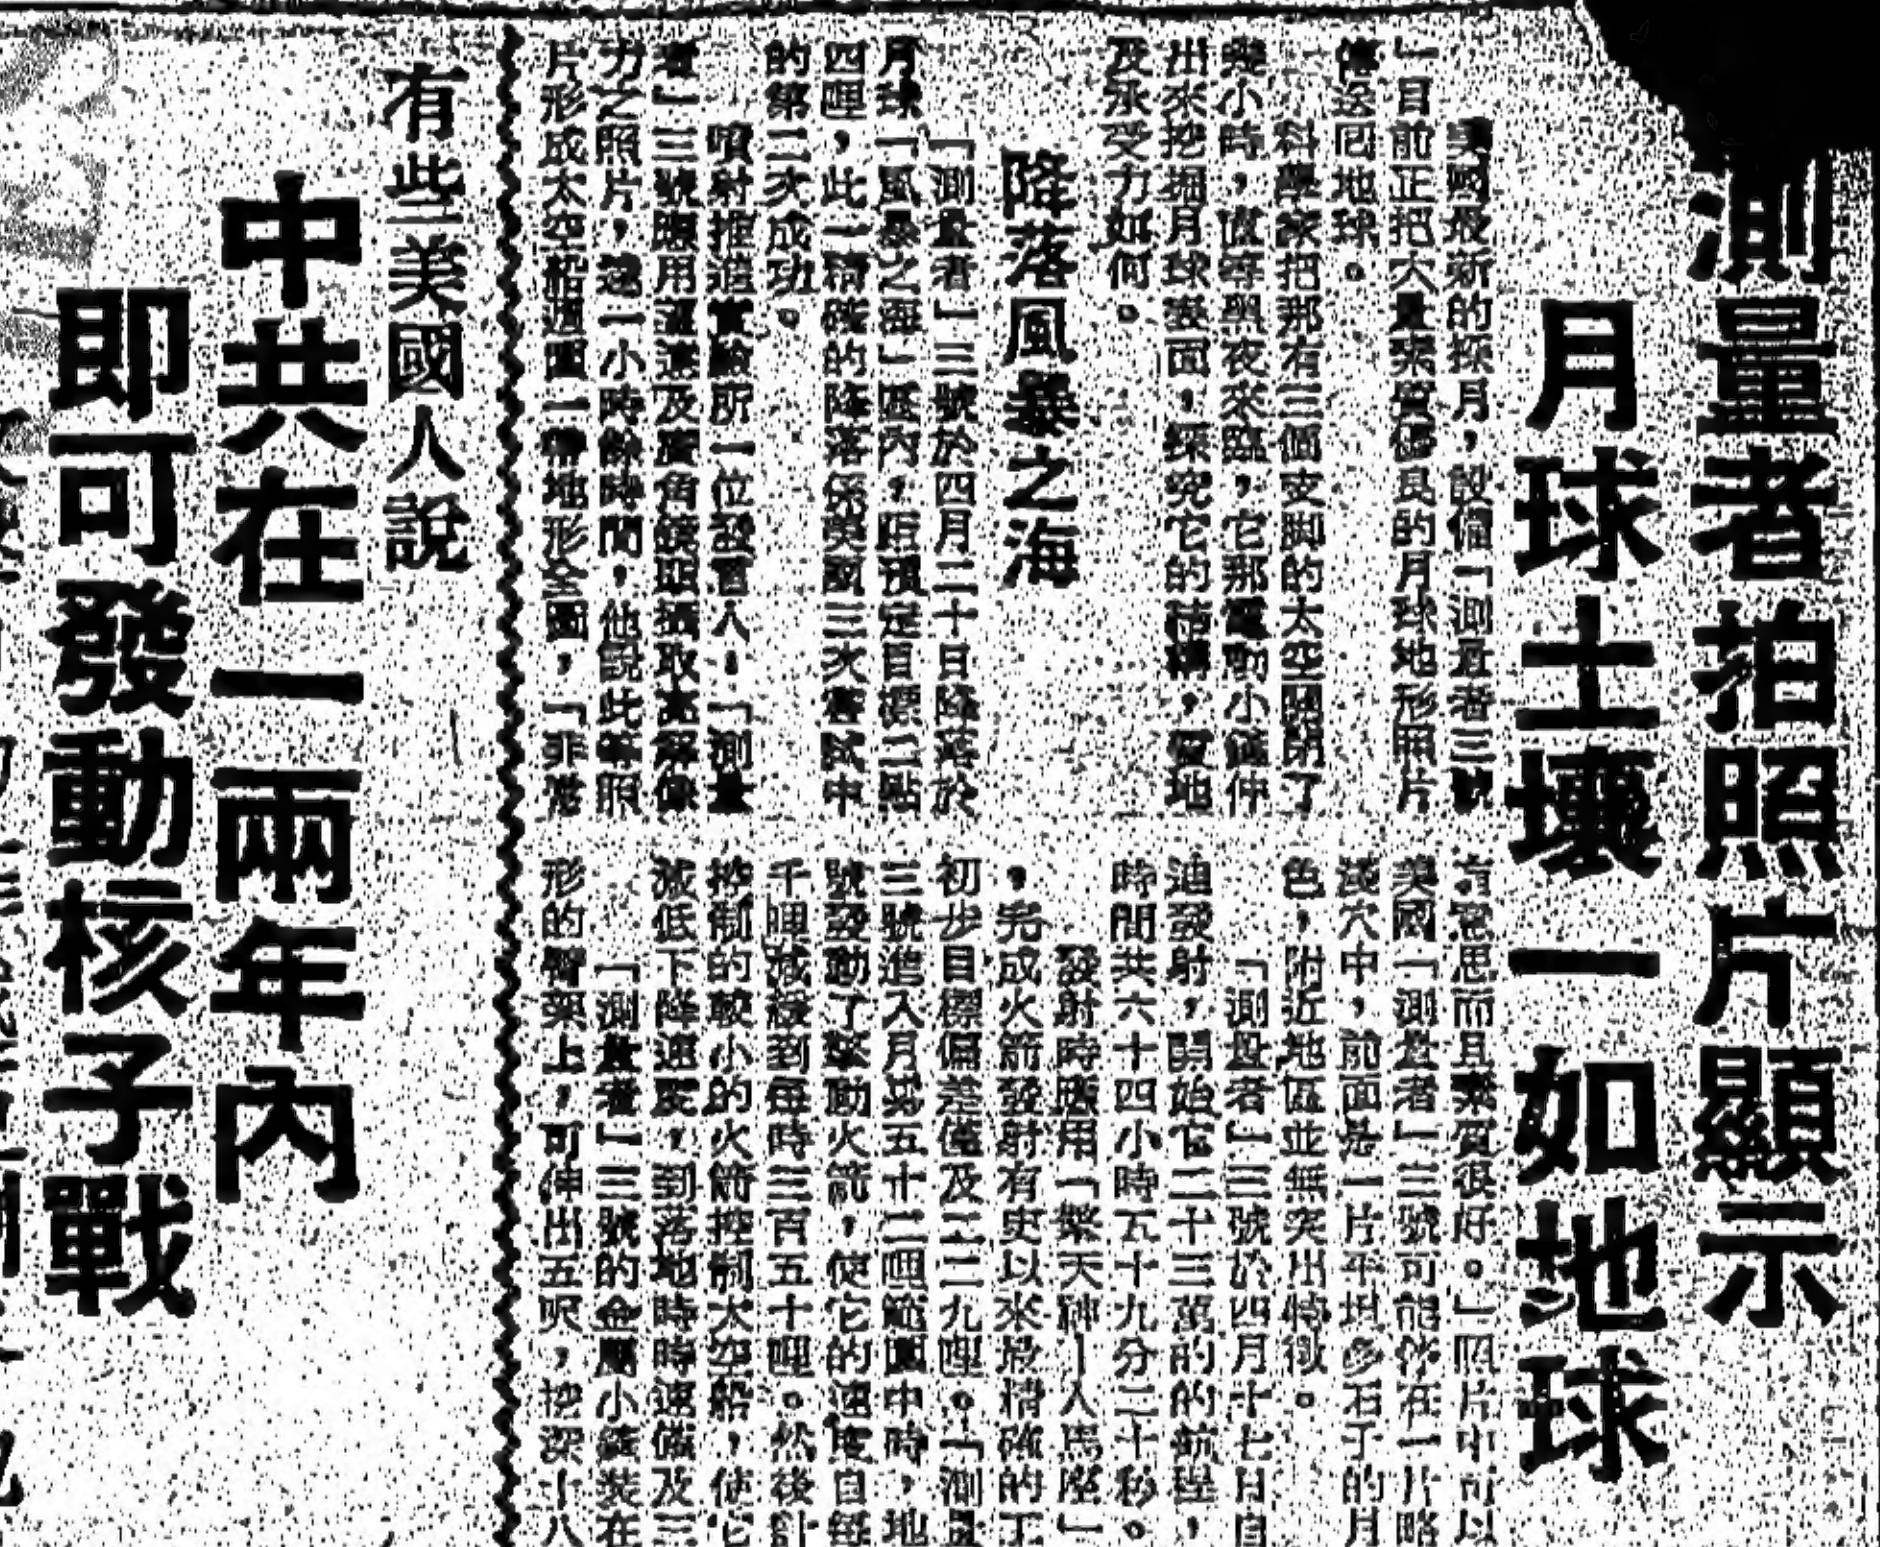 測量者拍照片顯示
月球土壤一如地球
美國最新的探月,設備「測量者三號
」目前正把大量素質優良的月球地形照片
傳送回地球。
科學家把那有三個支脚的太空關閉了
幾小時,直等黑夜來臨,它那電動小鏟伸
出來挖掘月球表面,探究它的結構,當地
及承受力如何。
降落風暴之海
「測量者」三號於四月二十日降落於
月球「風暴之海」區內,距預定目標二點
四哩,此一精確的降落係美國三次嘗試中
的第二次成功。
噴射推進實驗所一位發言人:「測量
者」三號應用望遠及廣角鏡頭攝取高解像
力之照片,達一小時餘時間,他說此等照
片形成太空船週圍一帶地形全圖,「非常
有意思而且素質很好。」照片中可以
美國「測量者」三號可能停在一片略
淺穴中,前面是一片平坦多石子的月
色,附近地區並無突出特徵。
「測量者」三號於四月十七日自
迪發射,開始它二十三萬的的航程,
時間共六十四小時五十九分二十秒。
發射時應用「擎天神—人馬座」
,完成火箭發射有史以來最精確的工
初步目標偏差僅及二二九哩。「測量
三號進入月球五十二哩範圍中時,地
號發動了掣動火箭,使它的速度自每
千哩減緩到每時三百五十哩。然後計
控制的較小的火箭控制太空船,使它
減低下降速度,到落地時時速僅及三
「測量者」三號的金屬小鏟裝在
形的臂架上,可伸出五呎,挖深十八
有些美國人說
中共在一兩年內
即可發動核子戰